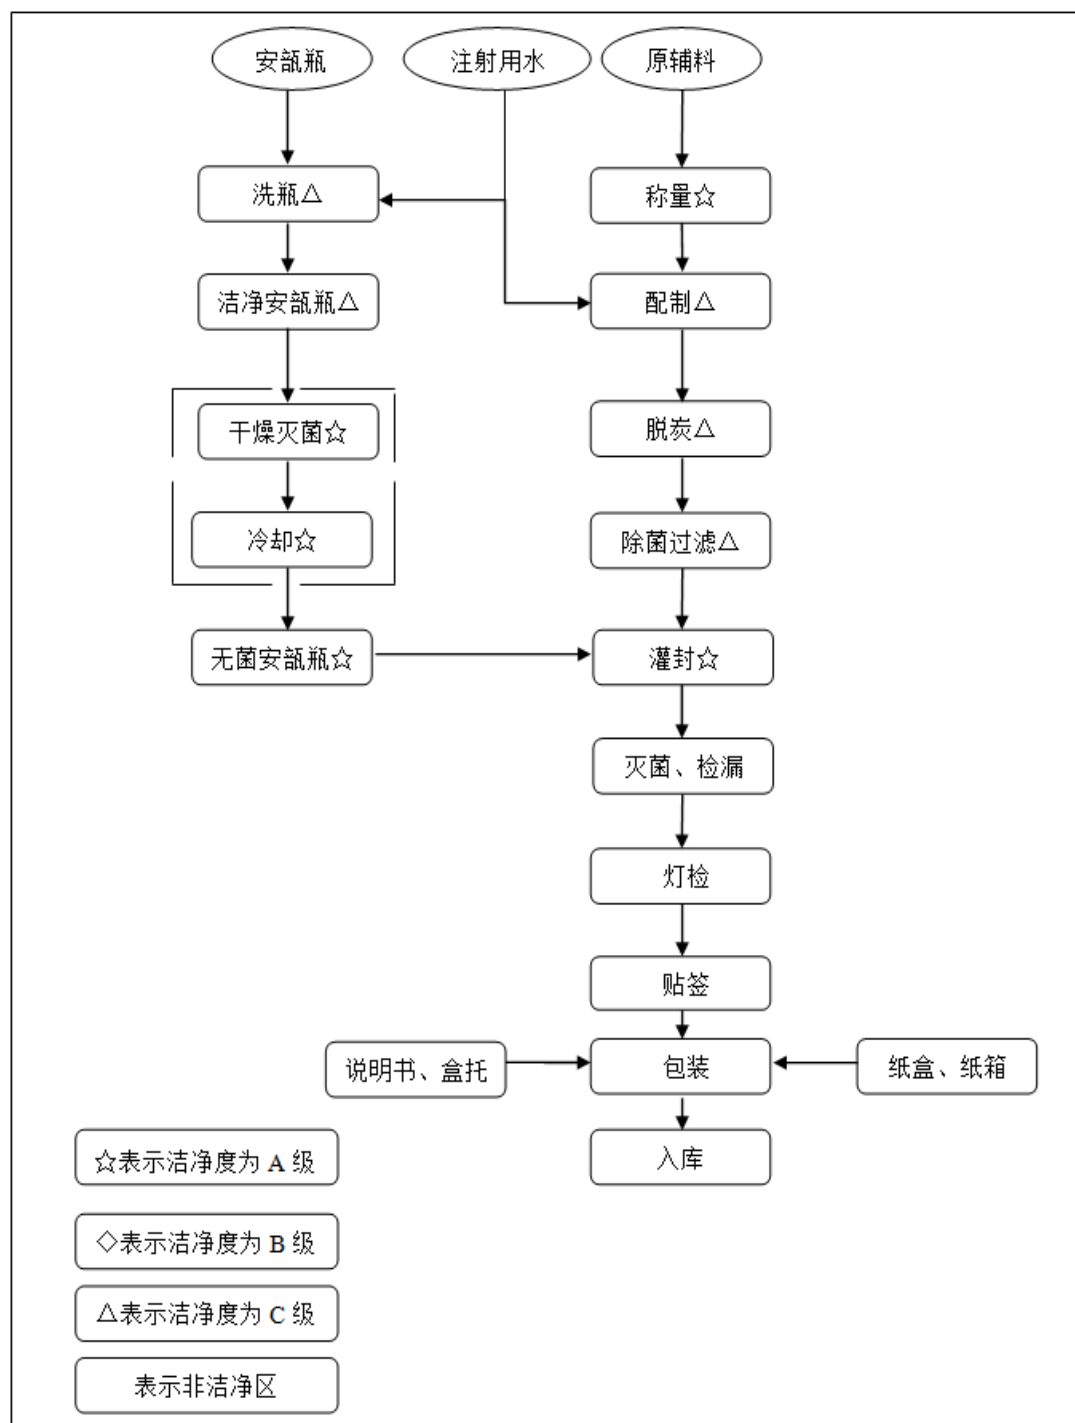 安瓿瓶
注射用水
原辅料
洗瓶△
称量☆
洁净安瓿瓶△
配制△
干燥灭菌☆
脱炭△
冷却☆
除菌过滤△
无菌安瓿瓶☆
灌封☆
灭菌、检漏
灯检
贴签
说明书、盒托
包装
纸盒、纸箱
入库
☆表示洁净度为 A 级
◇表示洁净度为 B 级
△表示洁净度为 C 级
表示非洁净区